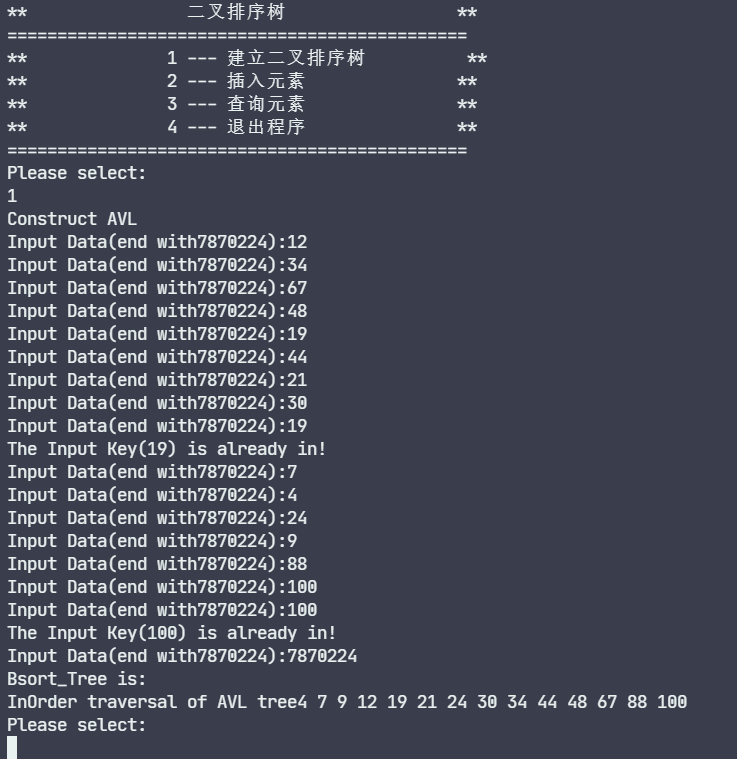 **                二叉排序树                 **
==============================================
**              1 --- 建立二叉排序树          **
**              2 --- 插入元素               **
**              3 --- 查询元素               **
**              4 --- 退出程序               **
==============================================
Please select:
1
Construct AVL
Input Data(end with7870224):12
Input Data(end with7870224):34
Input Data(end with7870224):67
Input Data(end with7870224):48
Input Data(end with7870224):19
Input Data(end with7870224):44
Input Data(end with7870224):21
Input Data(end with7870224):30
Input Data(end with7870224):19
The Input Key(19) is already in!
Input Data(end with7870224):7
Input Data(end with7870224):4
Input Data(end with7870224):24
Input Data(end with7870224):9
Input Data(end with7870224):88
Input Data(end with7870224):100
Input Data(end with7870224):100
The Input Key(100) is already in!
Input Data(end with7870224):7870224
Bsort_Tree is:
InOrder traversal of AVL tree4 7 9 12 19 21 24 30 34 44 48 67 88 100
Please select: